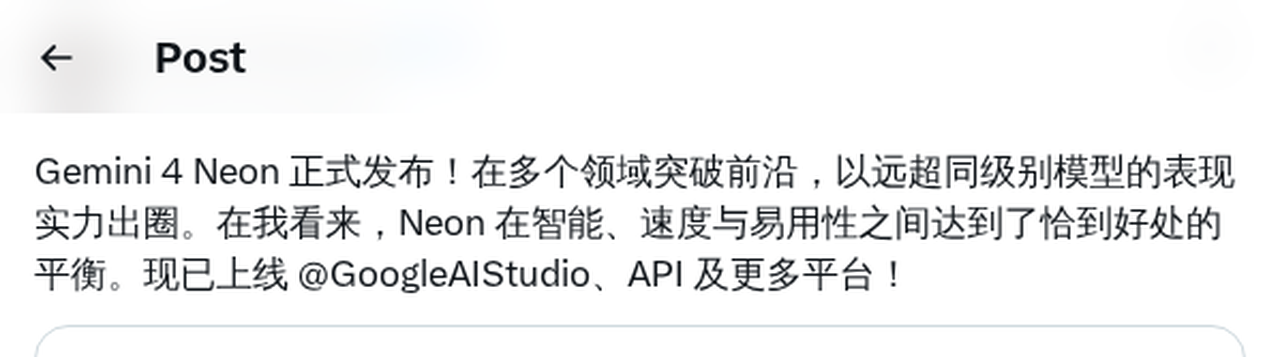 Post
Gemini 4 Neon 正式发布！在多个领域突破前沿，以远超同级别模型的表现
实力出圈。在我看来，Neon 在智能、速度与易用性之间达到了恰到好处的
平衡。现已上线 @GoogleAIStudio、API 及更多平台！